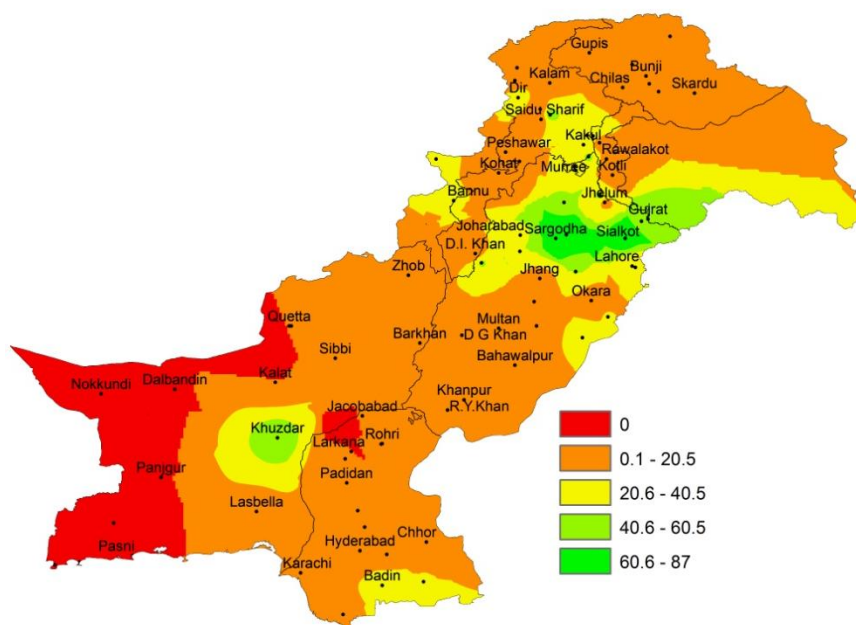 Gupis
Bunji
Kalam
Chilas
Skardu
Dir
Saidu Sharif
Kakul
Peshawar
Rawalakot
Kohat
Murree
Kotli
Bannu
Jhelum
Gujrat
Joharabad
Sargodha
Sialkot
D.I. Khan
Lahore
Zhob
Jhang
Okara
Quetta
Multan
Barkhan
D G Khan
Sibbi
Bahawalpur
Nokkundi
Dalbandin
Kalat
Khanpur
R.Y.Khan
Jacobabad
Khuzdar
Larkana
Rohri
Panjgur
Padidan
Lasbella
Chhor
Hyderabad
Pasni
Karachi
Badin
0
0.1 - 20.5
20.6 - 40.5
40.6 - 60.5
60.6 - 87